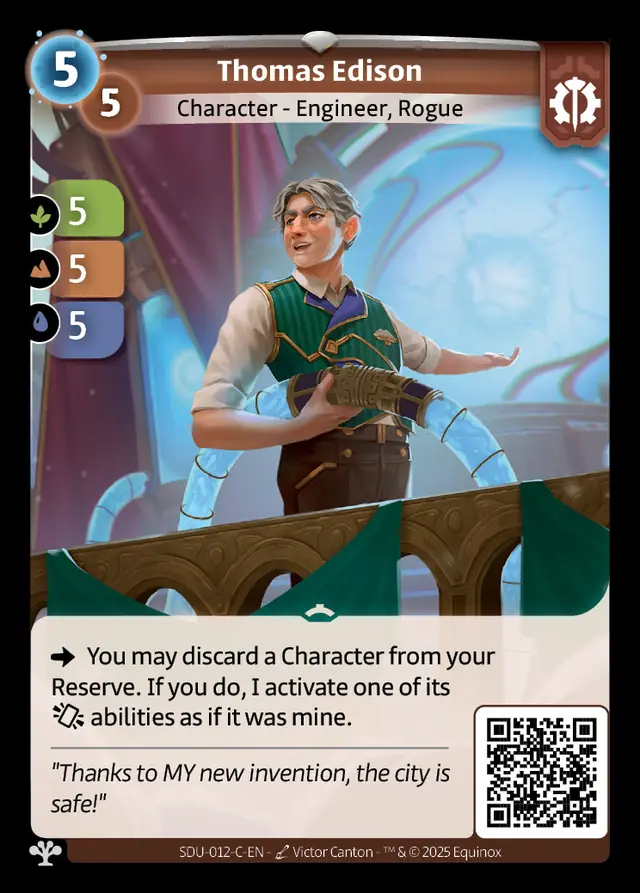 5
Thomas Edison
5
Character - Engineer, Rogue
5
5
5
You may discard a Character from your
Reserve. If you do, I activate one of its
abilities as if it was mine.
"Thanks to MY new invention, the city is
safe!"
SDU-012-C-EN - Victor Canton - ™ & © 2025 Equinox